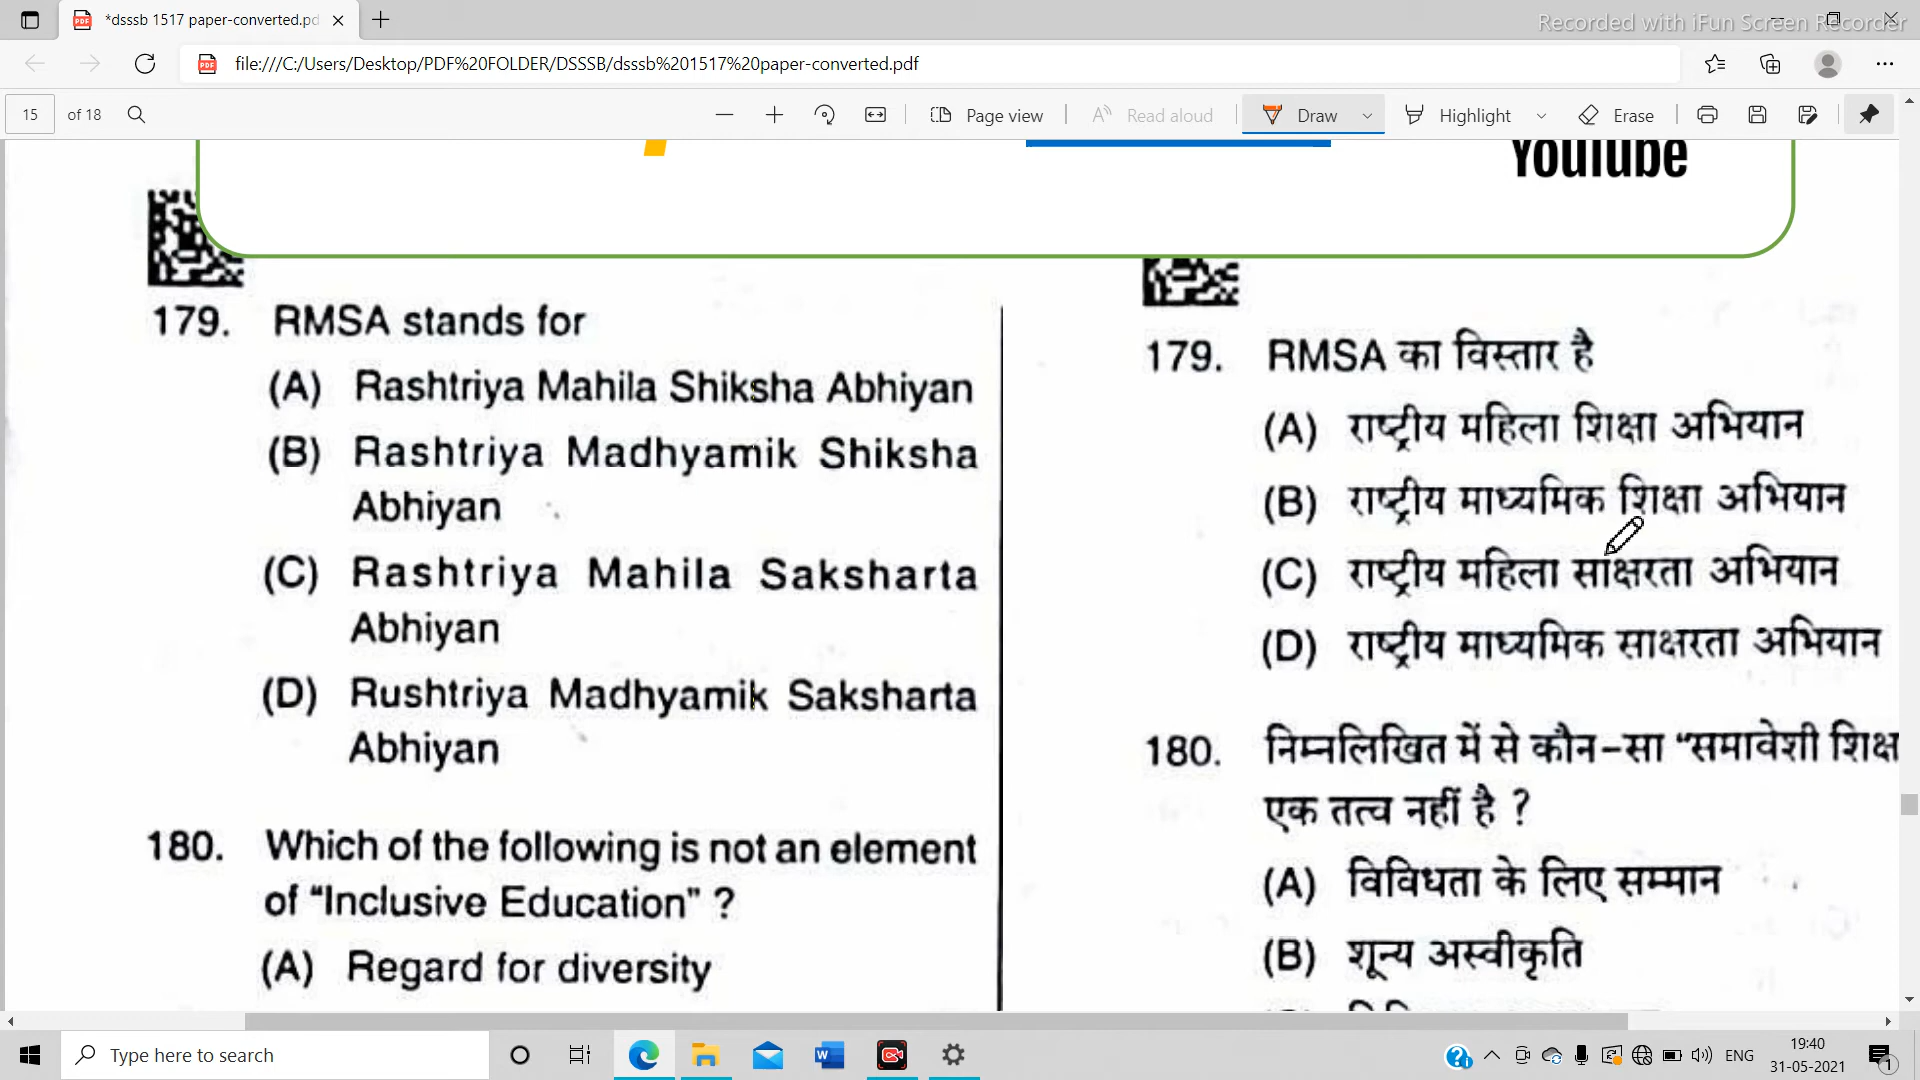 *dsssb 1517 paper-converted.pd
Recorded with iFun Screen Recorder
file:///C:/Users/Desktop/PDF%20FOLDER/DSSSB/dsssb%201517%20paper-converted.pdf
15 of 18
Page view
Read aloud
Draw
Highlight
Erase
YouTube
179. RMSA stands for
(A) Rashtriya Mahila Shiksha Abhiyan
(B) Rashtriya Madhyamik Shiksha
Abhiyan
(C) Rashtriya Mahila Saksharta
Abhiyan
(D) Rushtriya Madhyamik Saksharta
Abhiyan
180. Which of the following is not an element
of “Inclusive Education” ?
(A) Regard for diversity
179. RMSA का विस्तार है
(A) राष्ट्रीय महिला शिक्षा अभियान
(B) राष्ट्रीय माध्यमिक शिक्षा अभियान
(C) राष्ट्रीय महिला साक्षरता अभियान
(D) राष्ट्रीय माध्यमिक साक्षरता अभियान
180. निम्नलिखित में से कौन-सा “समावेशी शिक्ष
एक तत्व नहीं है ?
(A) विविधता के लिए सम्मान
(B) शून्य अस्वीकृति
Type here to search
ENG
19:40
31-05-2021
1